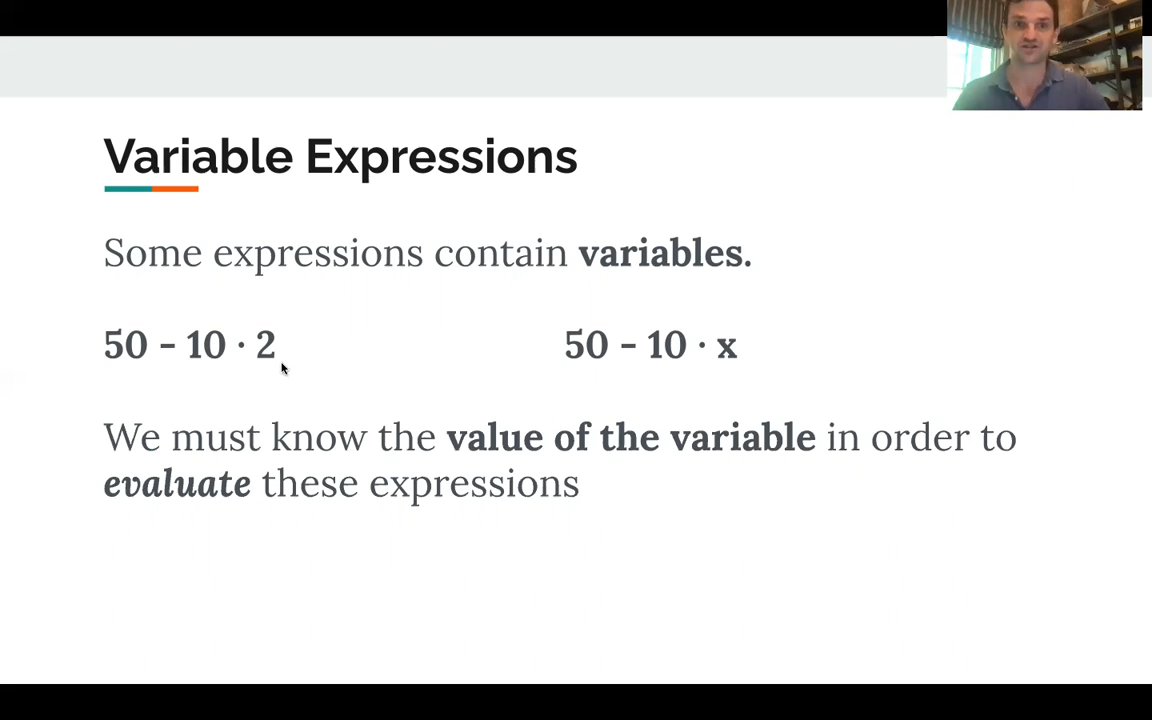 Variable Expressions
Some expressions contain variables.
50 - 10 · 2
50 - 10 · x
We must know the value of the variable in order to
evaluate these expressions